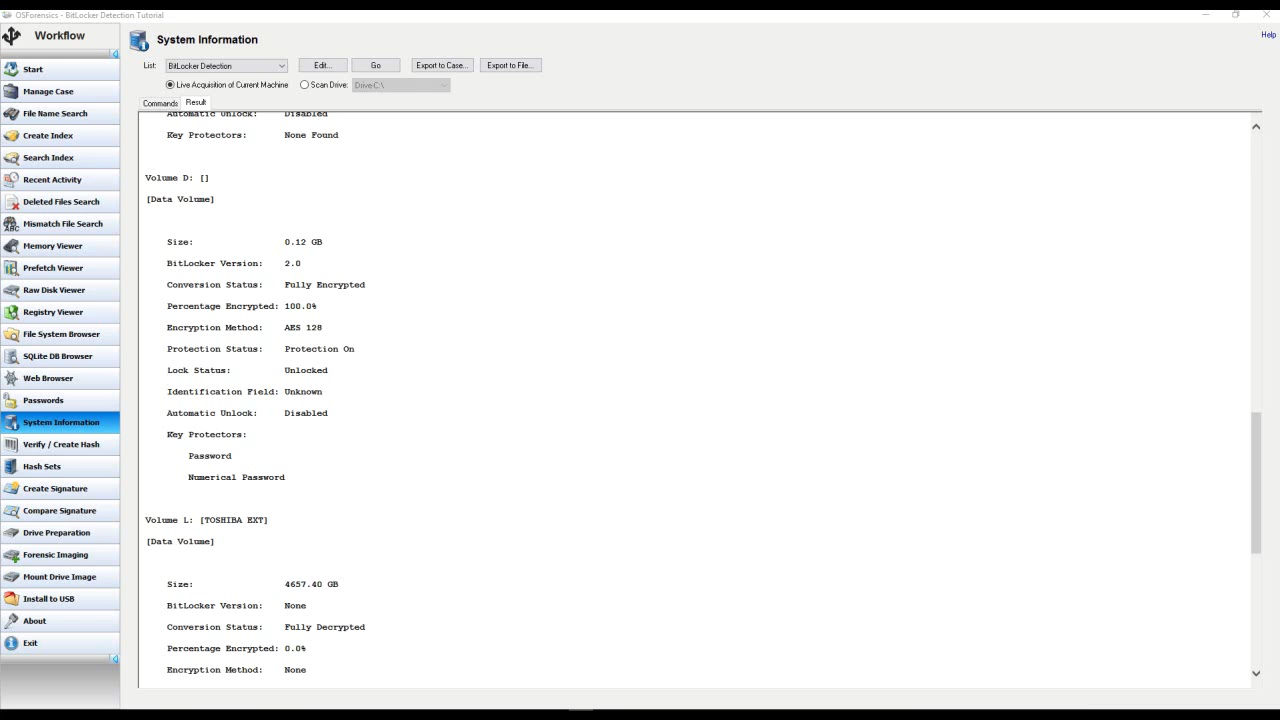 OSForensics - BitLocker Detection Tutorial
Workflow
System Information
Help
List: BitLocker Detection Edit... Go Export to Case... Export to File...
Live Acquisition of Current Machine Scan Drive: Drive-C:\
Commands Result
Start
Manage Case
File Name Search
Create Index
Search Index
Recent Activity
Deleted Files Search
Mismatch File Search
Memory Viewer
Prefetch Viewer
Raw Disk Viewer
Registry Viewer
File System Browser
SQLite DB Browser
Web Browser
Passwords
System Information
Verify / Create Hash
Hash Sets
Create Signature
Compare Signature
Drive Preparation
Forensic Imaging
Mount Drive Image
Install to USB
About
Exit
Automatic Unlock: Disabled
Key Protectors: None Found
Volume D: []
[Data Volume]
Size: 0.12 GB
BitLocker Version: 2.0
Conversion Status: Fully Encrypted
Percentage Encrypted: 100.0%
Encryption Method: AES 128
Protection Status: Protection On
Lock Status: Unlocked
Identification Field: Unknown
Automatic Unlock: Disabled
Key Protectors:
Password
Numerical Password
Volume L: [TOSHIBA EXT]
[Data Volume]
Size: 4657.40 GB
BitLocker Version: None
Conversion Status: Fully Decrypted
Percentage Encrypted: 0.0%
Encryption Method: None